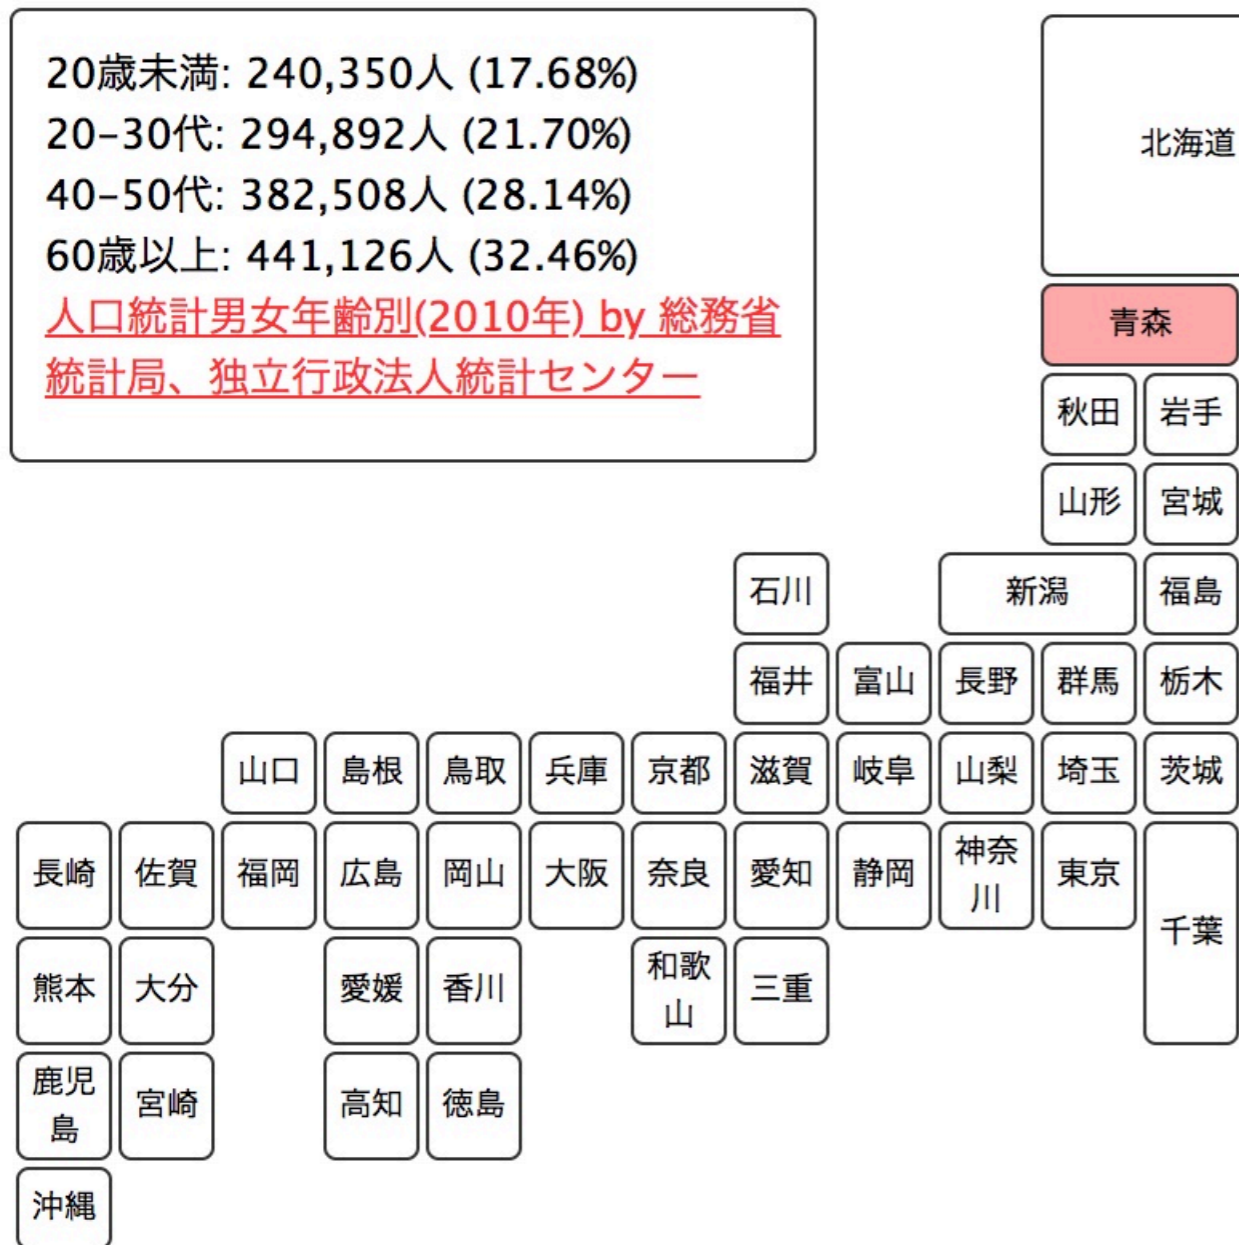 20歳未満: 240,350人 (17.68%)
20–30代: 294,892人 (21.70%)
40–50代: 382,508人 (28.14%)
60歳以上: 441,126人 (32.46%)
人口統計男女年齢別(2010年) by 総務省
統計局、独立行政法人統計センター
北海道
青森
秋田 岩手
山形 宮城
石川 新潟 福島
福井 富山 長野 群馬 栃木
山口 島根 鳥取 兵庫 京都 滋賀 岐阜 山梨 埼玉 茨城
長崎 佐賀 福岡 広島 岡山 大阪 奈良 愛知 静岡 神奈川 東京 千葉
熊本 大分 愛媛 香川 和歌山 三重
鹿児島 宮崎 高知 徳島
沖縄